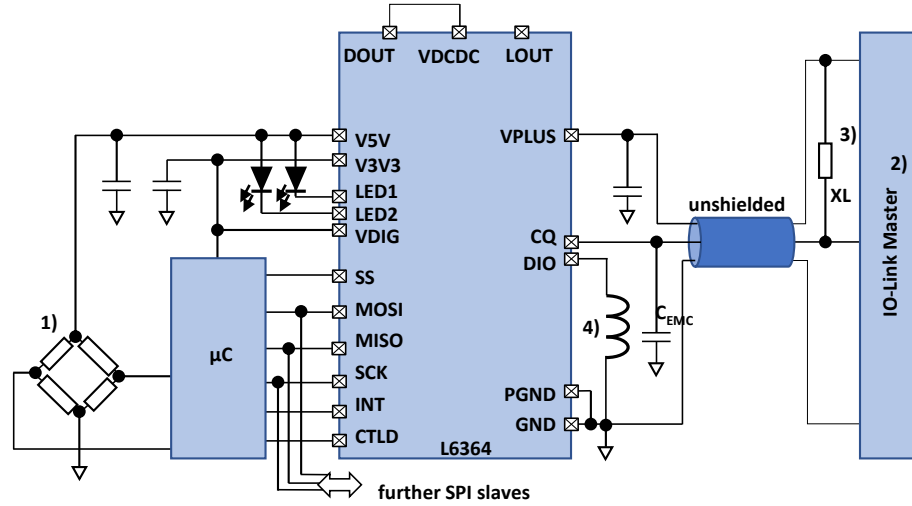 DOUT
VDCDC
LOUT
V5V
V3V3
LED1
LED2
VDIG
SS
MOSI
MISO
SCK
INT
CTLD
VPLUS
CQ
DIO
PGND
GND
L6364
1)
µC
further SPI slaves
4)
CEMC
unshielded
3)
XL
2)
IO-Link Master